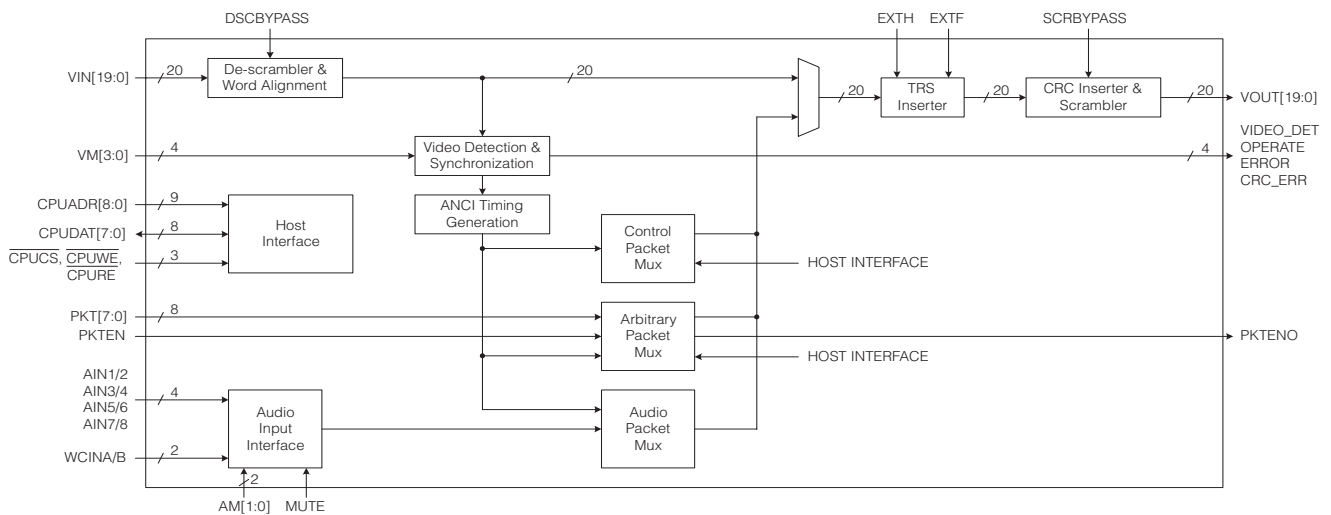 DSCBYPASS
EXTH
EXTF
SCRBYPASS
VIN[19:0]
20
De-scrambler &
Word Alignment
20
20
TRS
Inserter
20
CRC Inserter &
Scrambler
20
VOUT[19:0]
VM[3:0]
4
Video Detection &
Synchronization
4
VIDEO_DET
OPERATE
ERROR
CRC_ERR
ANCI Timing
Generation
CPUADR[8:0]
9
CPUDAT[7:0]
8
CPUCS, CPUWE,
CPURE
3
Host
Interface
Control
Packet
Mux
HOST INTERFACE
PKT[7:0]
8
PKTEN
Arbitrary
Packet
Mux
PKTENO
HOST INTERFACE
AIN1/2
AIN3/4
AIN5/6
AIN7/8
4
Audio
Input
Interface
Audio
Packet
Mux
WCINA/B
2
2
AM[1:0]
MUTE